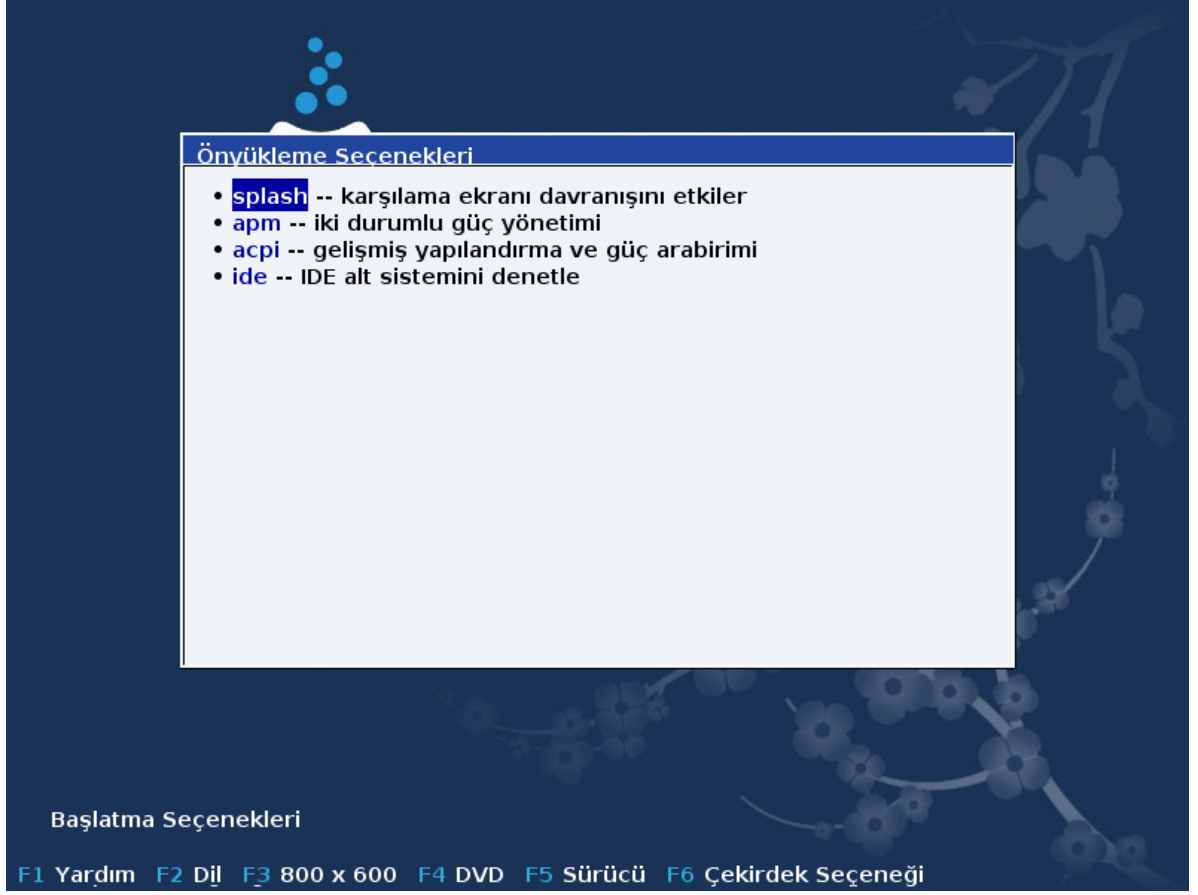 Önyükleme Seçenekleri
• splash -- karşılama ekranı davranışını etkiler
• apm -- iki durumlu güç yönetimi
• acpi -- gelişmiş yapılandırma ve güç arabirimi
• ide -- IDE alt sistemini denetle
Başlatma Seçenekleri
F1 Yardım F2 Dil F3 800 x 600 F4 DVD F5 Sürücü F6 Çekirdek Seçeneği